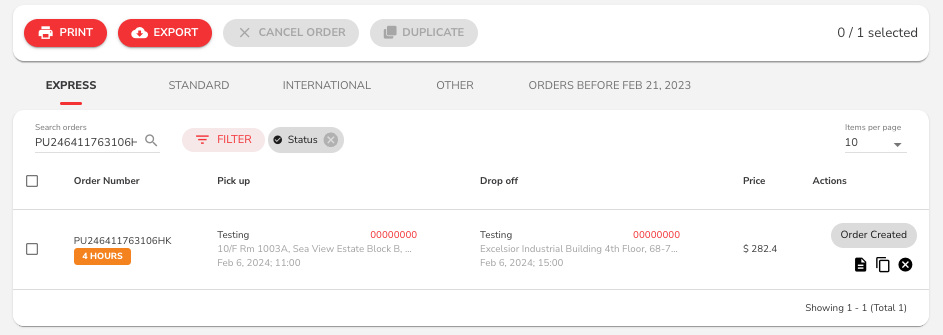 PRINT
EXPORT
CANCEL ORDER
DUPLICATE
0 / 1 selected
EXPRESS
STANDARD
INTERNATIONAL
OTHER
ORDERS BEFORE FEB 21, 2023
Search orders
PU246411763106H
FILTER
Status
Items per page
10
Order Number
Pick up
Drop off
Price
Actions
PU246411763106HK
4 HOURS
Testing 00000000
10/F Rm 1003A, Sea View Estate Block B, ...
Feb 6, 2024; 11:00
Testing 00000000
Excelsior Industrial Building 4th Floor, 68-7...
Feb 6, 2024; 15:00
$ 282.4
Order Created
Showing 1 - 1 (Total 1)